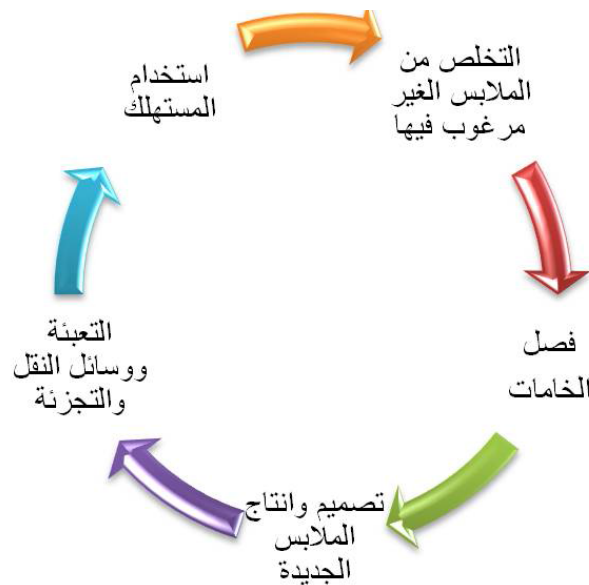 التخلص من
الملابس الغير
مرغوب فيها
فصل
الخامات
تصميم وانتاج
الملابس
الجديدة
التعبئة
ووسائل النقل
والتجزئة
استخدام
المستهلك